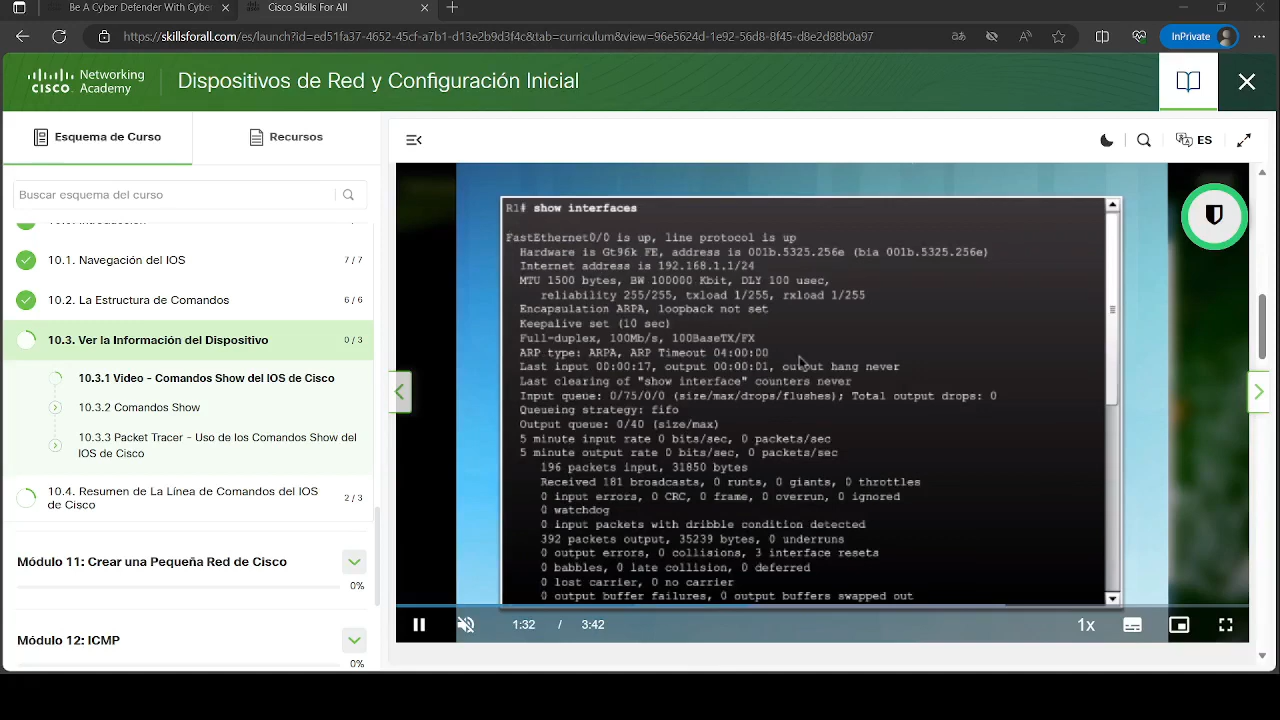 Be A Cyber Defender With Cyber
Cisco Skills For All
https://skillsforall.com/es/launch?id=ed51fa37-4652-45cf-a7b1-d13e2b9d3f4c&tab=curriculum&view=96e5624d-1e92-56d8-8f45-d8e2d88b0a97
InPrivate
Networking
CISCO Academy
Dispositivos de Red y Configuración Inicial
Esquema de Curso
Recursos
ES
Buscar esquema del curso
10.1. Navegación del IOS
7 / 7
10.2. La Estructura de Comandos
6 / 6
10.3. Ver la Información del Dispositivo
0 / 3
10.3.1 Video - Comandos Show del IOS de Cisco
10.3.2 Comandos Show
10.3.3 Packet Tracer - Uso de los Comandos Show del
IOS de Cisco
10.4. Resumen de La Línea de Comandos del IOS
de Cisco
2 / 3
Módulo 11: Crear una Pequeña Red de Cisco
0%
Módulo 12: ICMP
0%
R1# show interfaces
FastEthernet0/0 is up, line protocol is up
Hardware is Gt96k FE, address is 001b.5325.256e (bia 001b.5325.256e)
Internet address is 192.168.1.1/24
MTU 1500 bytes, BW 100000 Kbit, DLY 100 usec,
reliability 255/255, txload 1/255, rxload 1/255
Encapsulation ARPA, loopback not set
Keepalive set (10 sec)
Full-duplex, 100Mb/s, 100BaseTX/FX
ARP type: ARPA, ARP Timeout 04:00:00
Last input 00:00:17, output 00:00:01, output hang never
Last clearing of "show interface" counters never
Input queue: 0/75/0/0 (size/max/drops/flushes); Total output drops: 0
Queueing strategy: fifo
Output queue: 0/40 (size/max)
5 minute input rate 0 bits/sec, 0 packets/sec
5 minute output rate 0 bits/sec, 0 packets/sec
196 packets input, 31850 bytes
Received 181 broadcasts, 0 runts, 0 giants, 0 throttles
0 input errors, 0 CRC, 0 frame, 0 overrun, 0 ignored
0 watchdog
0 input packets with dribble condition detected
392 packets output, 35239 bytes, 0 underruns
0 output errors, 0 collisions, 3 interface resets
0 babbles, 0 late collision, 0 deferred
0 lost carrier, 0 no carrier
0 output buffer failures, 0 output buffers swapped out
1:32 / 3:42
1x